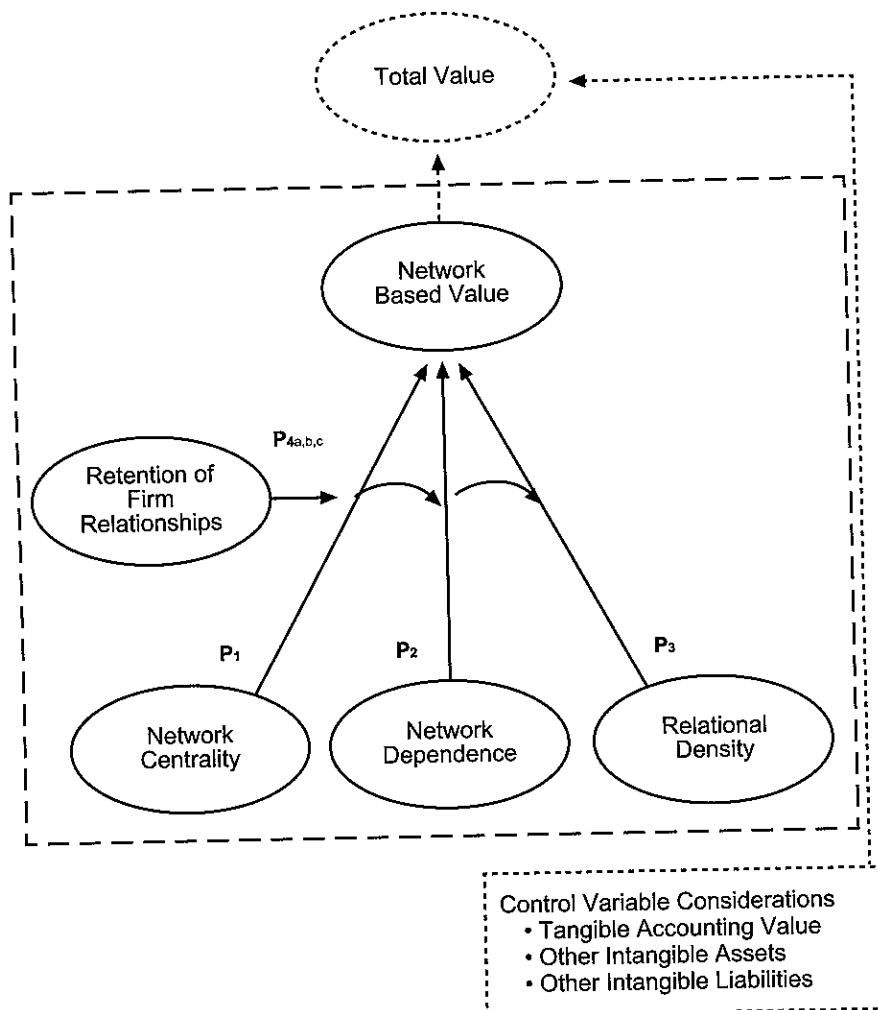 Total Value
Network
Based Value
P4a,b,c
Retention of
Firm
Relationships
P1
P2
P3
Network
Centrality
Network
Dependence
Relational
Density
Control Variable Considerations
• Tangible Accounting Value
• Other Intangible Assets
• Other Intangible Liabilities